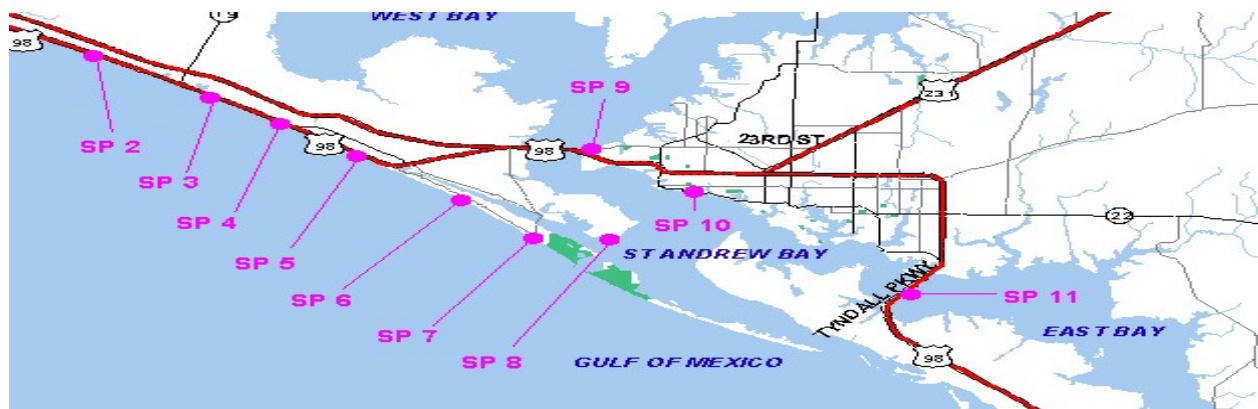 19
WEST BAY
98
SP 2
SP 3
SP 4
98
SP 5
SP 6
SP 7
SP 8
SP 9
98
SP 10
SP 11
23RD ST
231
22
ST ANDREW BAY
TYNDALL PKWY
EAST BAY
GULF OF MEXICO
98